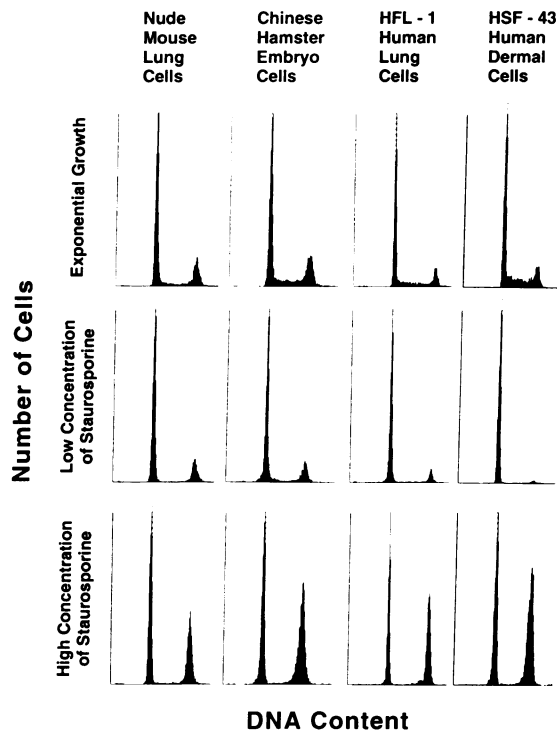 Nude
Mouse
Lung
Cells
Chinese
Hamster
Embryo
Cells
HFL - 1
Human
Lung
Cells
HSF - 43
Human
Dermal
Cells
Number of Cells
Exponential Growth
Low Concentration
of Staurosporine
High Concentration
of Staurosporine
DNA Content